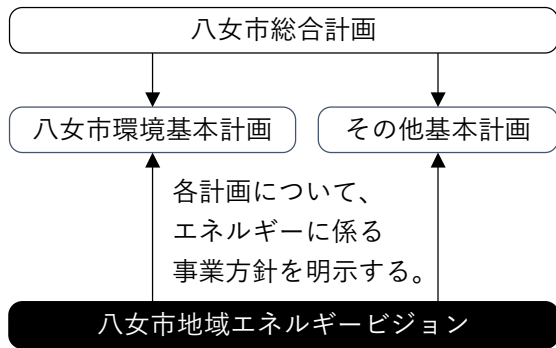 八女市総合計画
八女市環境基本計画
その他基本計画
各計画について、
エネルギーに係る
事業方針を明示する。
八女市地域エネルギービジョン